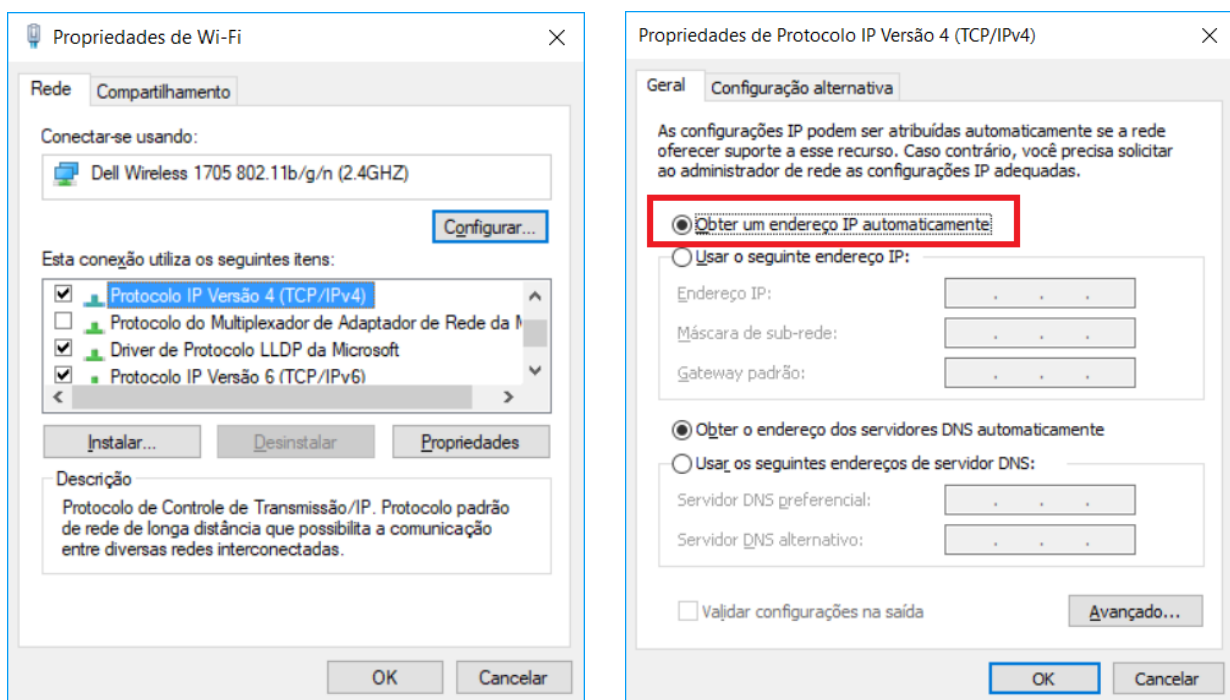 Propriedades de Wi-Fi
Rede
Compartilhamento
Conectar-se usando:
Dell Wireless 1705 802.11b/g/n (2.4GHZ)
Configurar...
Esta conexão utiliza os seguintes itens:
Protocolo IP Versão 4 (TCP/IPv4)
Protocolo do Multiplexador de Adaptador de Rede da
Driver de Protocolo LLDP da Microsoft
Protocolo IP Versão 6 (TCP/IPv6)
Instalar...
Desinstalar
Propriedades
Descrição
Protocolo de Controle de Transmissão/IP. Protocolo padrão
de rede de longa distância que possibilita a comunicação
entre diversas redes interconectadas.
OK
Cancelar
Propriedades de Protocolo IP Versão 4 (TCP/IPv4)
Geral
Configuração alternativa
As configurações IP podem ser atribuídas automaticamente se a rede
oferecer suporte a esse recurso. Caso contrário, você precisa solicitar
ao administrador de rede as configurações IP adequadas.
Obter um endereço IP automaticamente
Usar o seguinte endereço IP:
Endereço IP:
Máscara de sub-rede:
Gateway padrão:
Obter o endereço dos servidores DNS automaticamente
Usar os seguintes endereços de servidor DNS:
Servidor DNS preferencial:
Servidor DNS alternativo:
Validar configurações na saída
Avançado...
OK
Cancelar